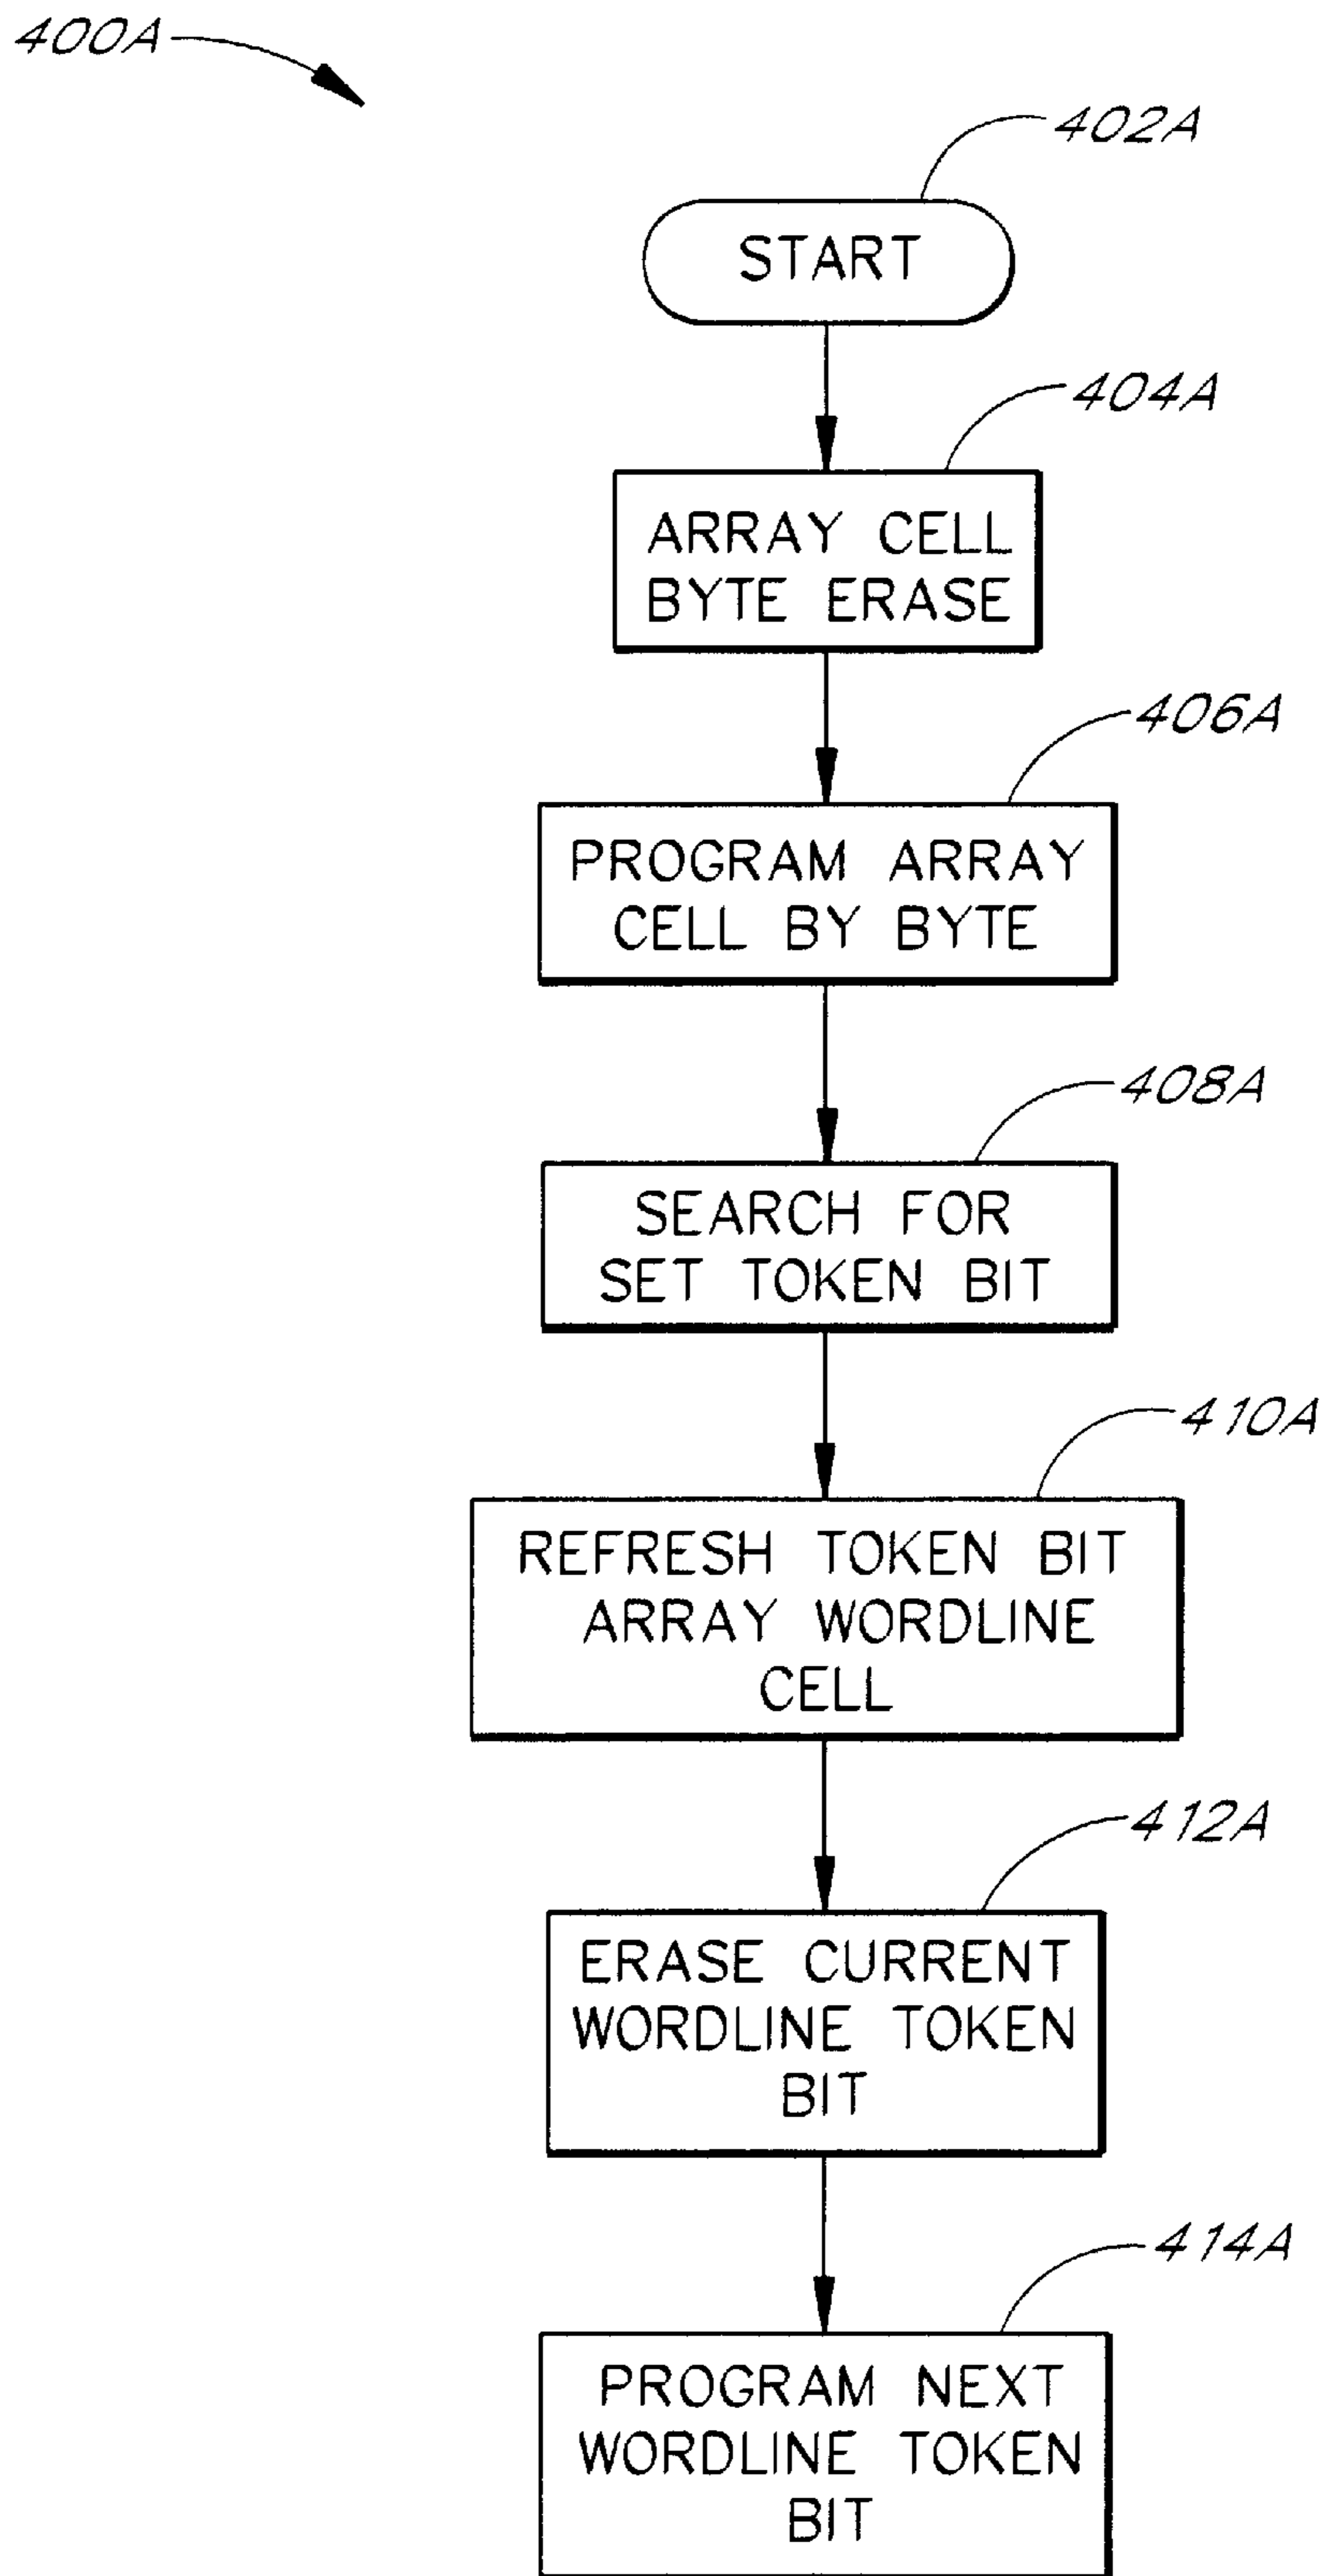 400A
402A
START
404A
ARRAY CELL
BYTE ERASE
406A
PROGRAM ARRAY
CELL BY BYTE
408A
SEARCH FOR
SET TOKEN BIT
410A
REFRESH TOKEN BIT
ARRAY WORDLINE
CELL
412A
ERASE CURRENT
WORDLINE TOKEN
BIT
414A
PROGRAM NEXT
WORDLINE TOKEN
BIT